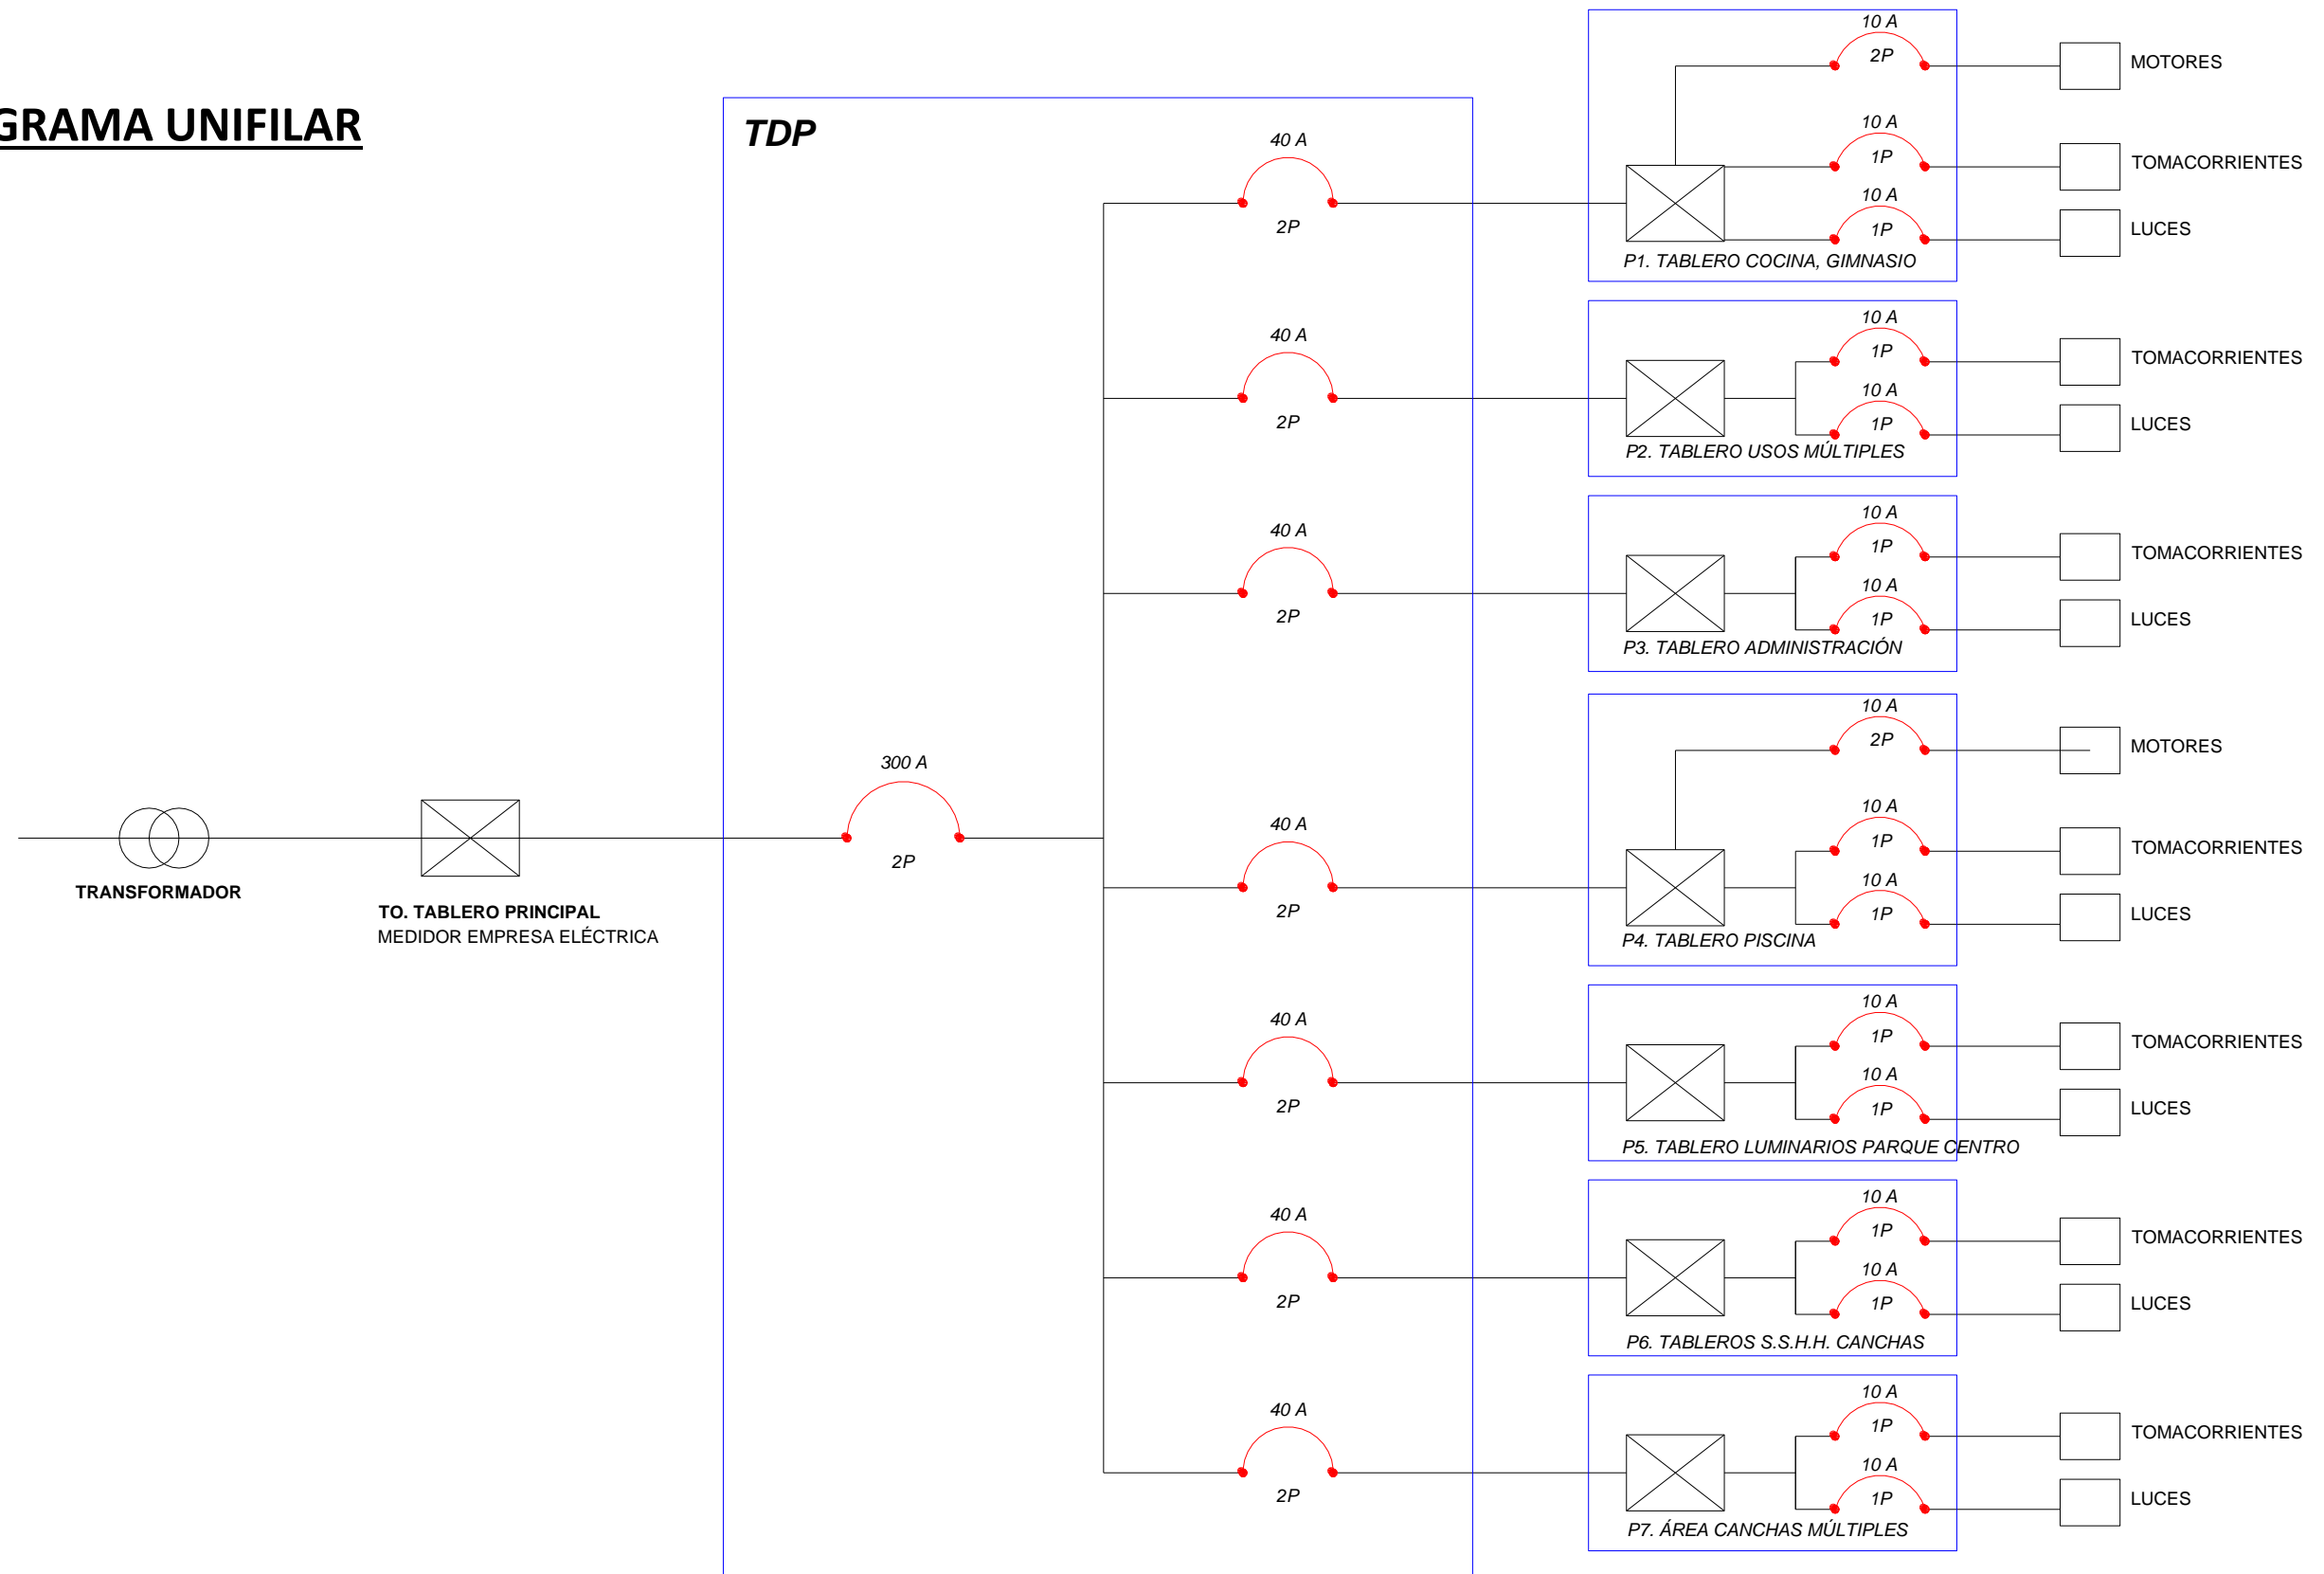 GRAMA UNIFILAR
TDP
300 A
2P
TRANSFORMADOR
TO. TABLERO PRINCIPAL
MEDIDOR EMPRESA ELÉCTRICA
40 A
2P
10 A
2P
MOTORES
10 A
1P
TOMACORRIENTES
10 A
1P
LUCES
P1. TABLERO COCINA, GIMNASIO
40 A
2P
10 A
1P
TOMACORRIENTES
10 A
1P
LUCES
P2. TABLERO USOS MÚLTIPLES
40 A
2P
10 A
1P
TOMACORRIENTES
10 A
1P
LUCES
P3. TABLERO ADMINISTRACIÓN
40 A
2P
10 A
2P
MOTORES
10 A
1P
TOMACORRIENTES
10 A
1P
LUCES
P4. TABLERO PISCINA
40 A
2P
10 A
1P
TOMACORRIENTES
10 A
1P
LUCES
P5. TABLERO LUMINARIOS PARQUE CENTRO
40 A
2P
10 A
1P
TOMACORRIENTES
10 A
1P
LUCES
P6. TABLEROS S.S.H.H. CANCHAS
40 A
2P
10 A
1P
TOMACORRIENTES
10 A
1P
LUCES
P7. ÁREA CANCHAS MÚLTIPLES